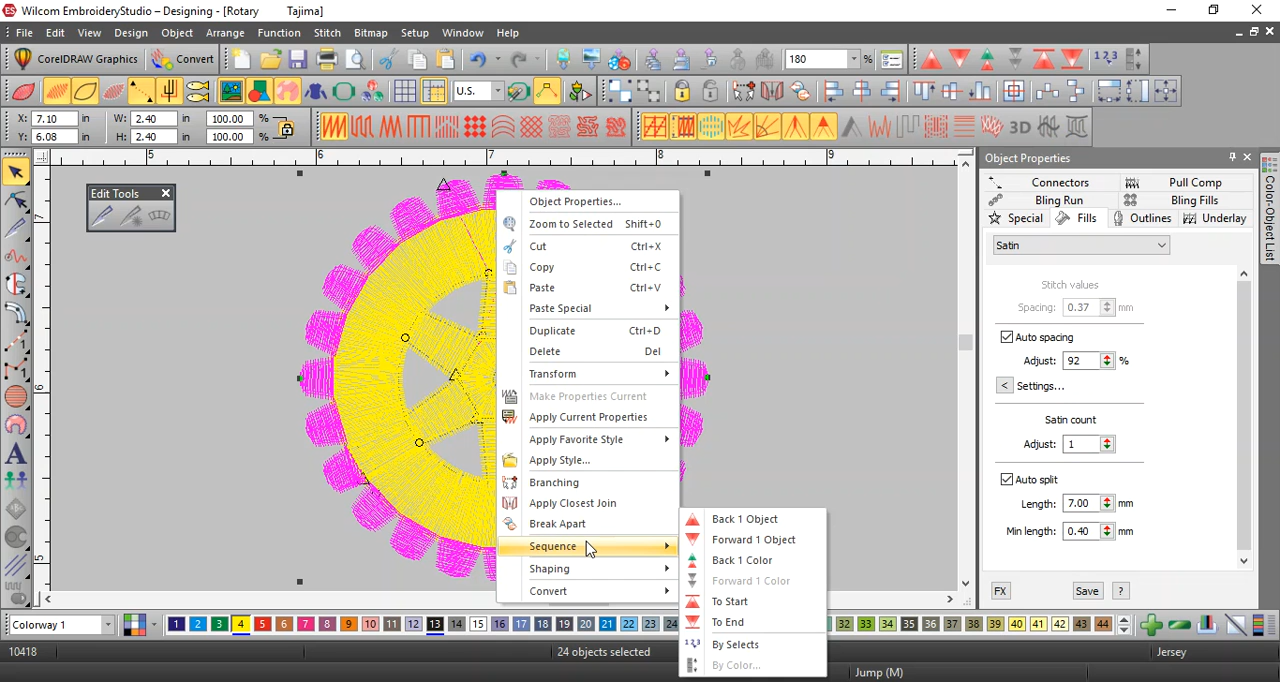 Wilcom EmbroideryStudio – Designing - [Rotary Tajima]
File Edit View Design Object Arrange Function Stitch Bitmap Setup Window Help
CorelDRAW Graphics Convert 180 % 1 2 3
U.S.
X: 7.10 in W: 2.40 in 100.00 %
Y: 6.08 in H: 2.40 in 100.00 %
3D
5 6 7 8 9
7
6
5
Edit Tools
Object Properties...
Zoom to Selected Shift+0
Cut Ctrl+X
Copy Ctrl+C
Paste Ctrl+V
Paste Special
Duplicate Ctrl+D
Delete Del
Transform
Make Properties Current
Apply Current Properties
Apply Favorite Style
Apply Style...
Branching
Apply Closest Join
Break Apart
Sequence
Shaping
Convert
Back 1 Object
Forward 1 Object
Back 1 Color
Forward 1 Color
To Start
To End
By Selects
By Color...
Object Properties
Connectors Pull Comp
Bling Run Bling Fills
Special Fills Outlines Underlay
Satin
Stitch values
Spacing: 0.37 mm
Auto spacing
Adjust: 92 %
< Settings...
Satin count
Adjust: 1
Auto split
Length: 7.00 mm
Min length: 0.40 mm
FX Save ?
Color-Object List
Colorway 1 1 2 3 4 5 6 7 8 9 10 11 12 13 14 15 16 17 18 19 20 21 22 23 24 32 33 34 35 36 37 38 39 40 41 42 43 44
10418 24 objects selected Jersey
Jump (M)